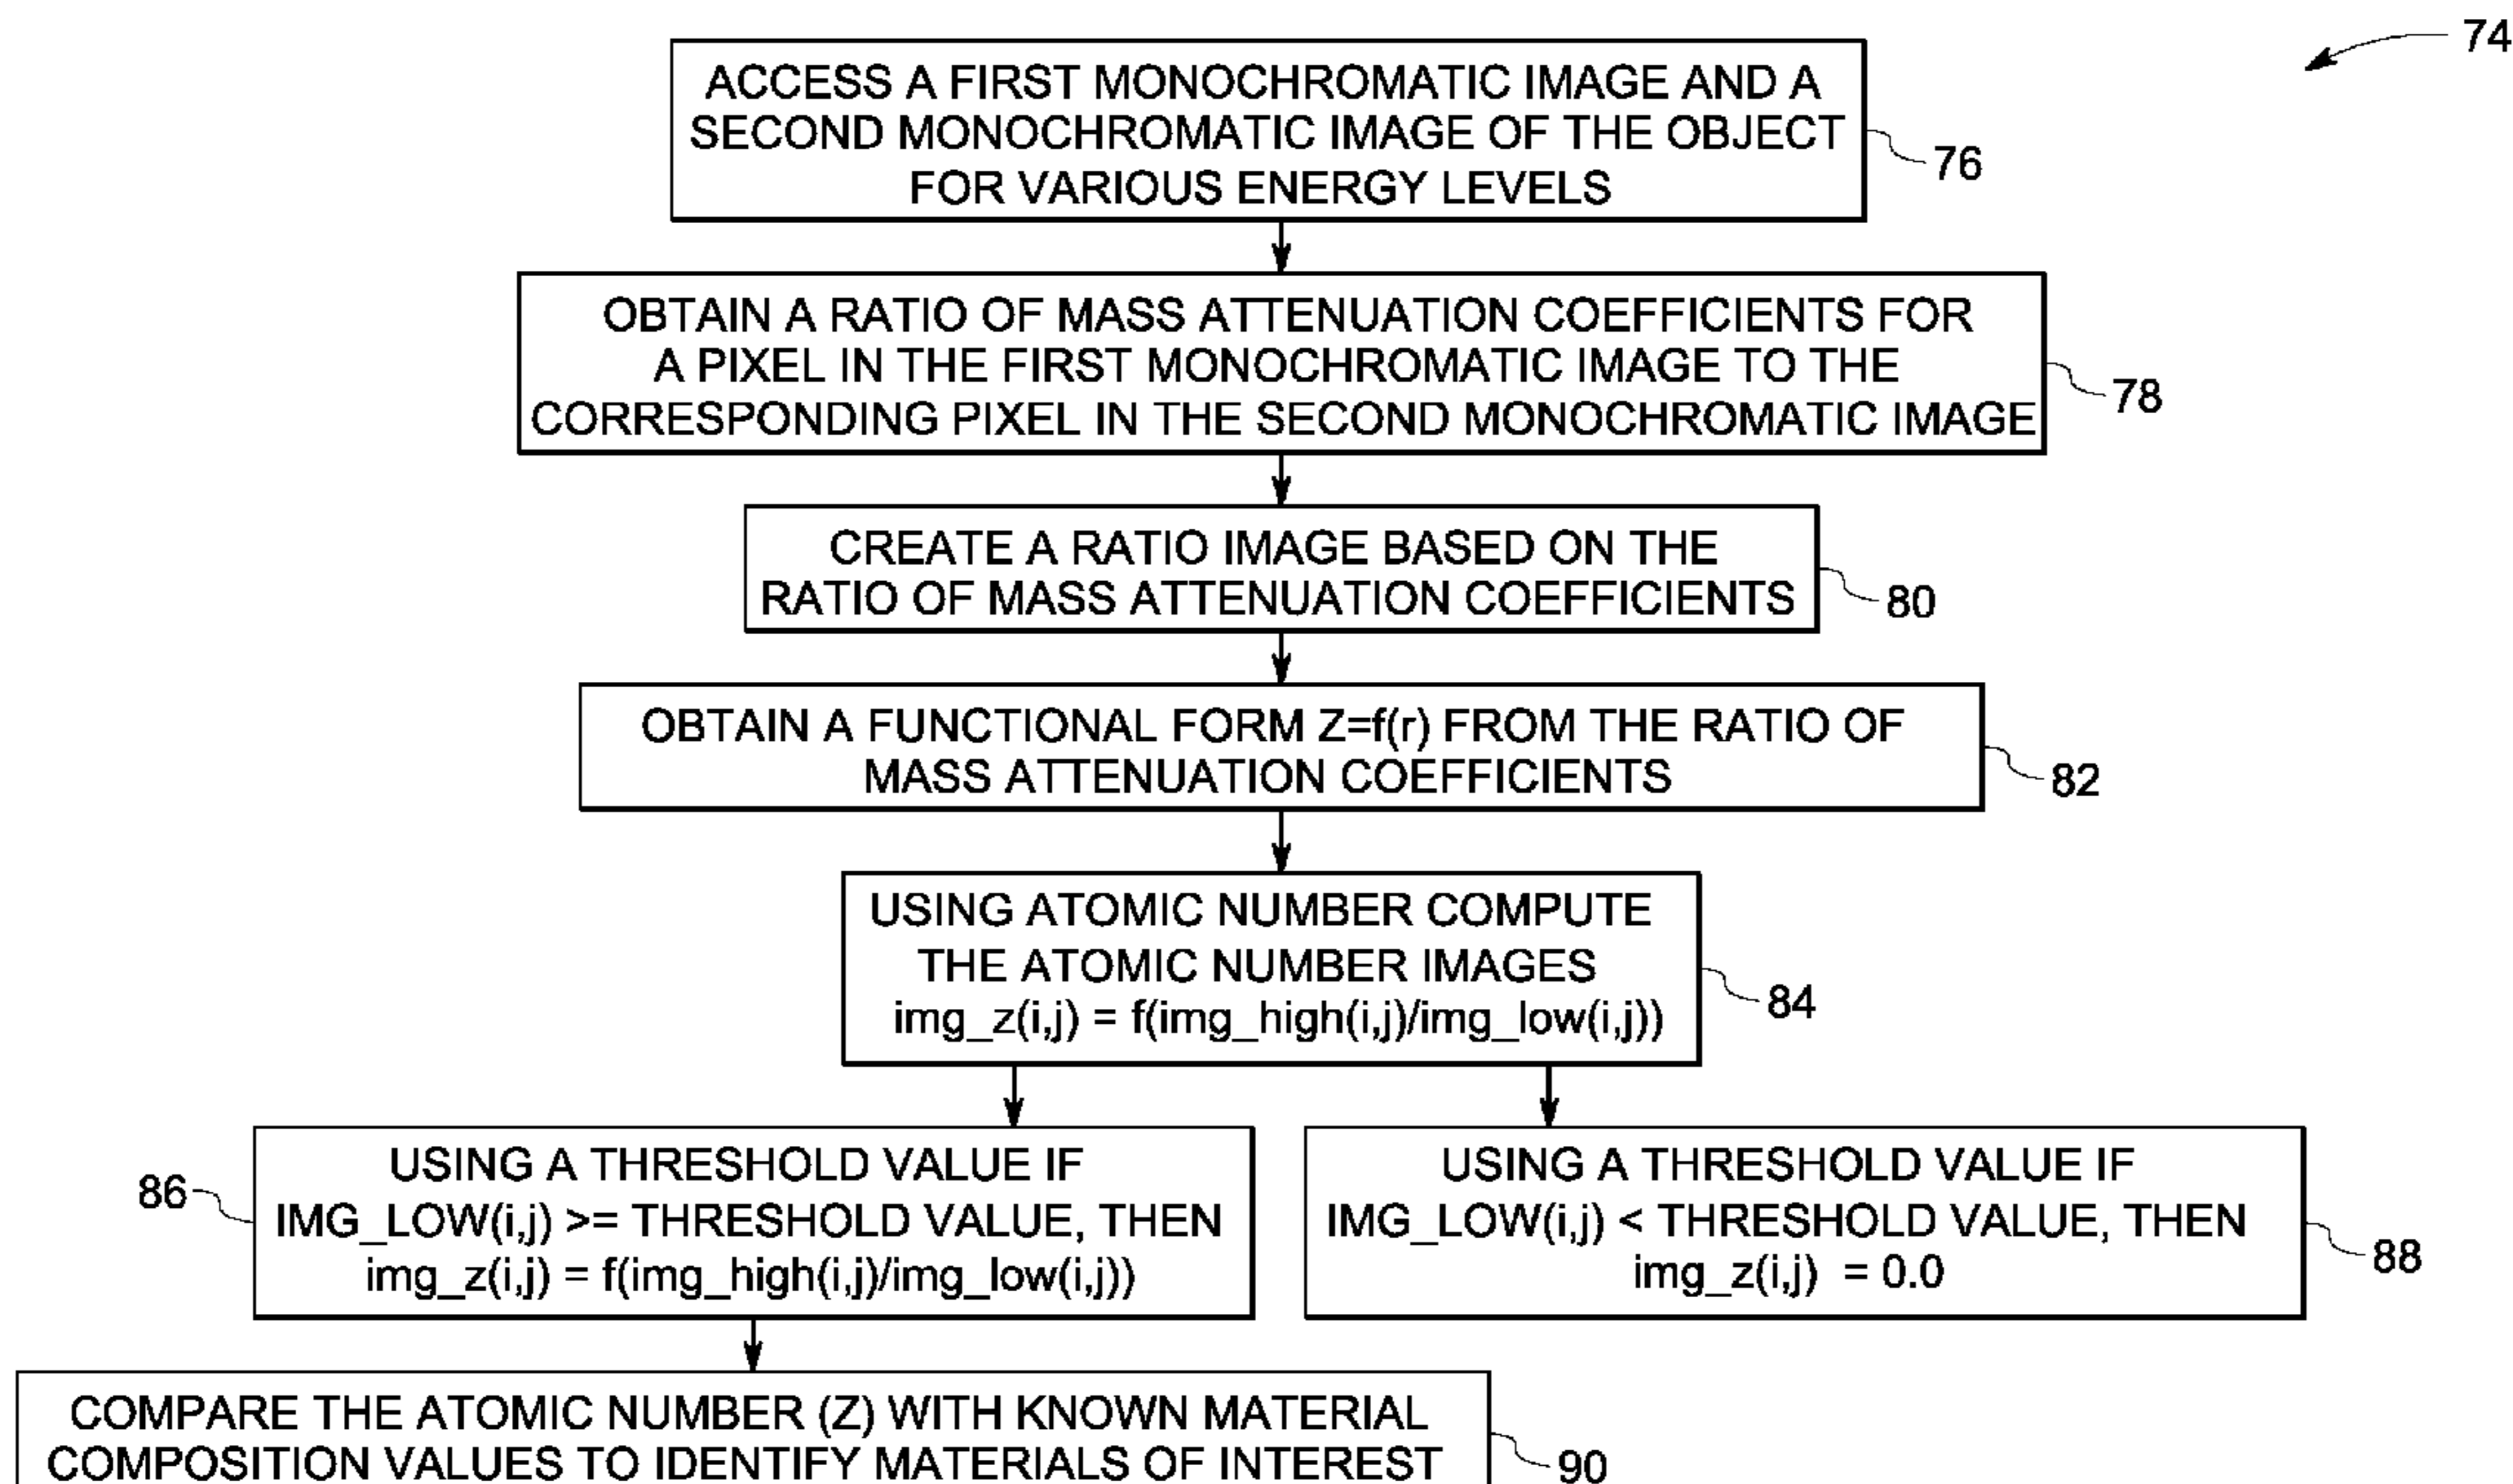 74
ACCESS A FIRST MONOCHROMATIC IMAGE AND A
SECOND MONOCHROMATIC IMAGE OF THE OBJECT
FOR VARIOUS ENERGY LEVELS
76
OBTAIN A RATIO OF MASS ATTENUATION COEFFICIENTS FOR
A PIXEL IN THE FIRST MONOCHROMATIC IMAGE TO THE
CORRESPONDING PIXEL IN THE SECOND MONOCHROMATIC IMAGE
78
CREATE A RATIO IMAGE BASED ON THE
RATIO OF MASS ATTENUATION COEFFICIENTS
80
OBTAIN A FUNCTIONAL FORM Z=f(r) FROM THE RATIO OF
MASS ATTENUATION COEFFICIENTS
82
USING ATOMIC NUMBER COMPUTE
THE ATOMIC NUMBER IMAGES
img_z(i,j) = f(img_high(i,j)/img_low(i,j))
84
86
USING A THRESHOLD VALUE IF
IMG_LOW(i,j) >= THRESHOLD VALUE, THEN
img_z(i,j) = f(img_high(i,j)/img_low(i,j))
USING A THRESHOLD VALUE IF
IMG_LOW(i,j) < THRESHOLD VALUE, THEN
img_z(i,j) = 0.0
88
COMPARE THE ATOMIC NUMBER (Z) WITH KNOWN MATERIAL
COMPOSITION VALUES TO IDENTIFY MATERIALS OF INTEREST
90